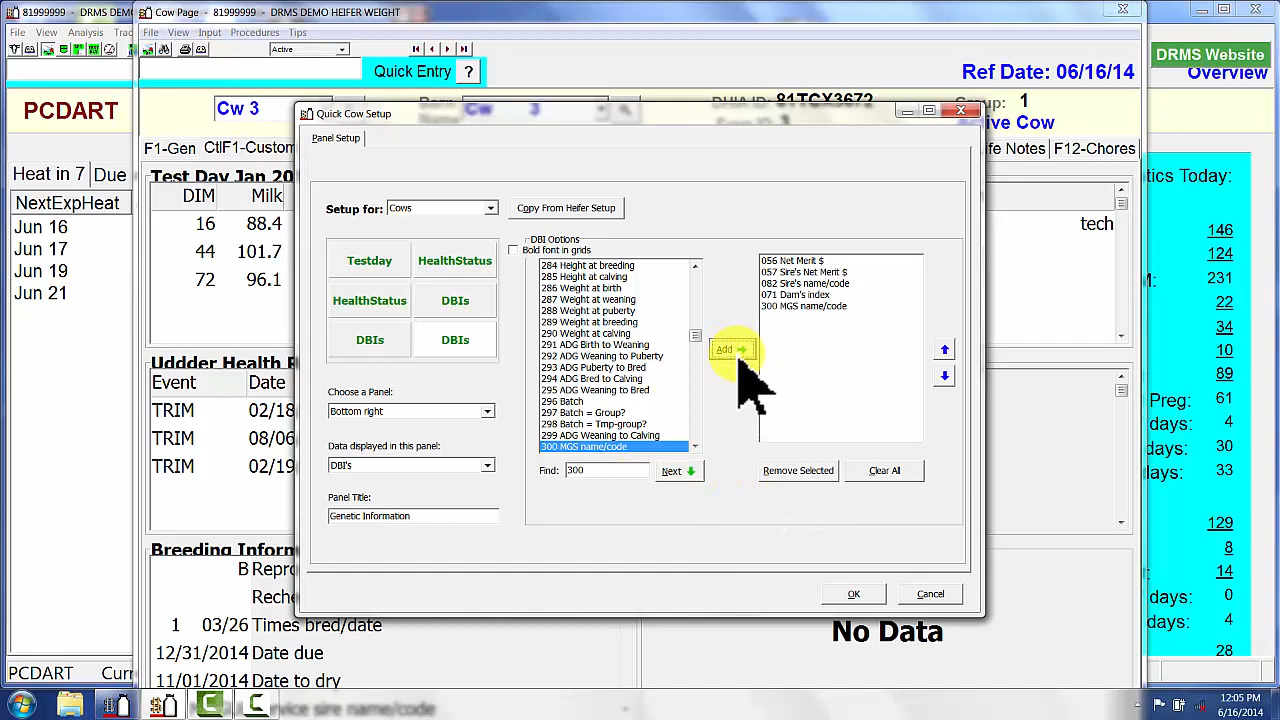 81999999 - DRMS DEMO
Cow Page - 81999999 - DRMS DEMO HEIFER WEIGHT
File View Analysis
File View Input Procedures Tips
Active
DRMS Website
Quick Entry ?
Ref Date: 06/16/14
Overview
PCDART
Cw 3
Group: 1
Active Cow
Heat in 7 Due
F1-Gen CtlF1-Custom
Notes F12-Chores
NextExpHeat
Jun 16
Jun 17
Jun 19
Jun 21
Test Day Jan
DIM Milk
16 88.4
44 101.7
72 96.1
tech
Uddder Health
Event Date
TRIM 02/18
TRIM 08/06
TRIM 02/18
Breeding Inform
1 03/26 Times bred/date
12/31/2014 Date due
11/01/2014 Date to dry
No Data
service sire name/code
Today:
146
124
231
22
34
10
89
Preg: 61
days: 4
days: 30
days: 33
129
8
14
days: 0
days: 4
28
Quick Cow Setup
Panel Setup
Setup for: Cows
Copy From Heifer Setup
Testday HealthStatus
HealthStatus DBIs
DBIs DBIs
Choose a Panel:
Bottom right
Data displayed in this panel:
DBI's
Panel Title:
Genetic Information
DBI Options
Bold font in grids
284 Height at breeding
285 Height at calving
286 Weight at birth
287 Weight at weaning
288 Weight at puberty
289 Weight at breeding
290 Weight at calving
291 ADG Birth to Weaning
292 ADG Weaning to Puberty
293 ADG Puberty to Bred
294 ADG Bred to Calving
295 ADG Weaning to Bred
296 Batch
297 Batch = Group?
298 Batch = Tmp-group?
299 ADG Weaning to Calving
300 MGS name/code
Find: 300
Next
Add
056 Net Merit $
057 Sire's Net Merit $
082 Sire's name/code
071 Dam's index
300 MGS name/code
Remove Selected Clear All
OK Cancel
PCDART
12:05 PM
6/16/2014